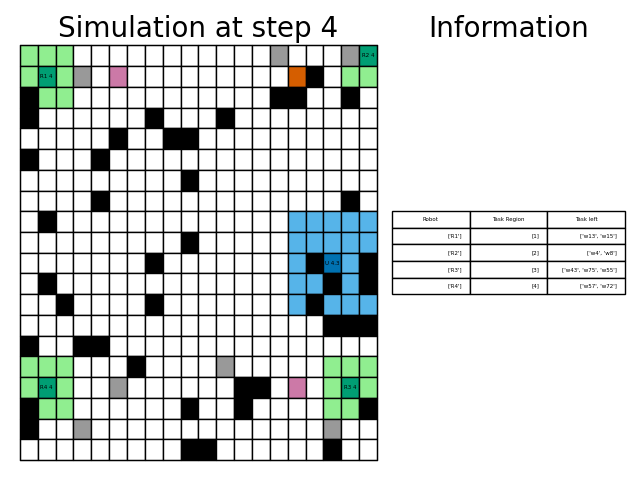 Simulation at step 4
Information
R2 4
R1 4
U 4.3
R4 4
R3 4
Robot Task Region Task left
['R1'] [1] ['w13', 'w15']
['R2'] [2] ['w4', 'w8']
['R3'] [3] ['w43', 'w75', 'w55']
['R4'] [4] ['w57', 'w72']